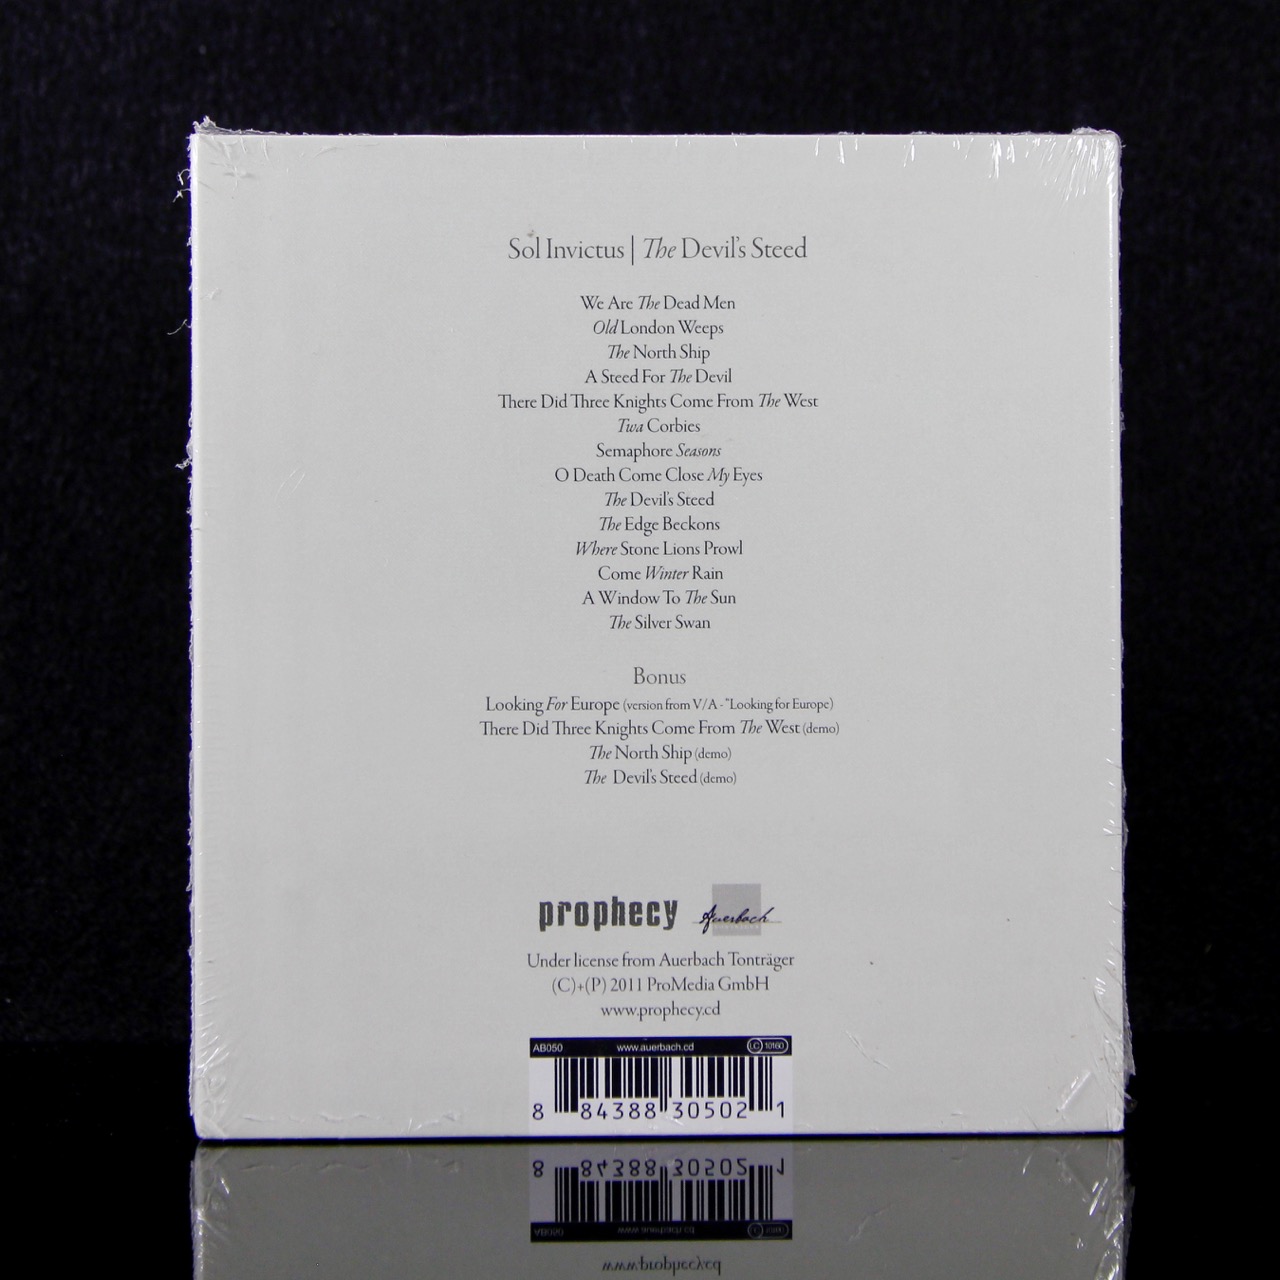 Sol Invictus | The Devil's Steed
We Are The Dead Men
Old London Weeps
The North Ship
A Steed For The Devil
There Did Three Knights Come From The West
Twa Corbies
Semaphore Seasons
O Death Come Close My Eyes
The Devil's Steed
The Edge Beckons
Where Stone Lions Prowl
Come Winter Rain
A Window To The Sun
The Silver Swan
Bonus
Looking For Europe (version from V/A - "Looking for Europe)
There Did Three Knights Come From The West (demo)
The North Ship (demo)
The Devil's Steed (demo)
prophecy Auerbach
Under license from Auerbach Tonträger
(C)+(P) 2011 ProMedia GmbH
www.prophecy.cd
AB050 www.auerbach.cd LC 10160
8 84388 30502 1